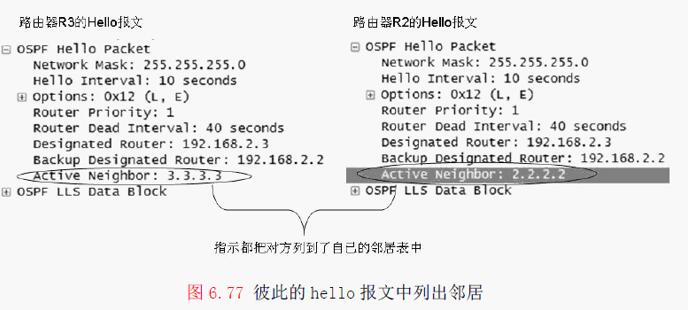 路由器R3的Hello报文
OSPF Hello Packet
Network Mask: 255.255.255.0
Hello Interval: 10 seconds
Options: 0x12 (L, E)
Router Priority: 1
Router Dead Interval: 40 seconds
Designated Router: 192.168.2.3
Backup Designated Router: 192.168.2.2
Active Neighbor: 3.3.3.3
OSPF LLS Data Block
路由器R2的Hello报文
OSPF Hello Packet
Network Mask: 255.255.255.0
Hello Interval: 10 seconds
Options: 0x12 (L, E)
Router Priority: 1
Router Dead Interval: 40 seconds
Designated Router: 192.168.2.3
Backup Designated Router: 192.168.2.2
Active Neighbor: 2.2.2.2
OSPF LLS Data Block
指示都把对方列到了自己的邻居表中
图 6.77 彼此的 hello 报文中列出邻居